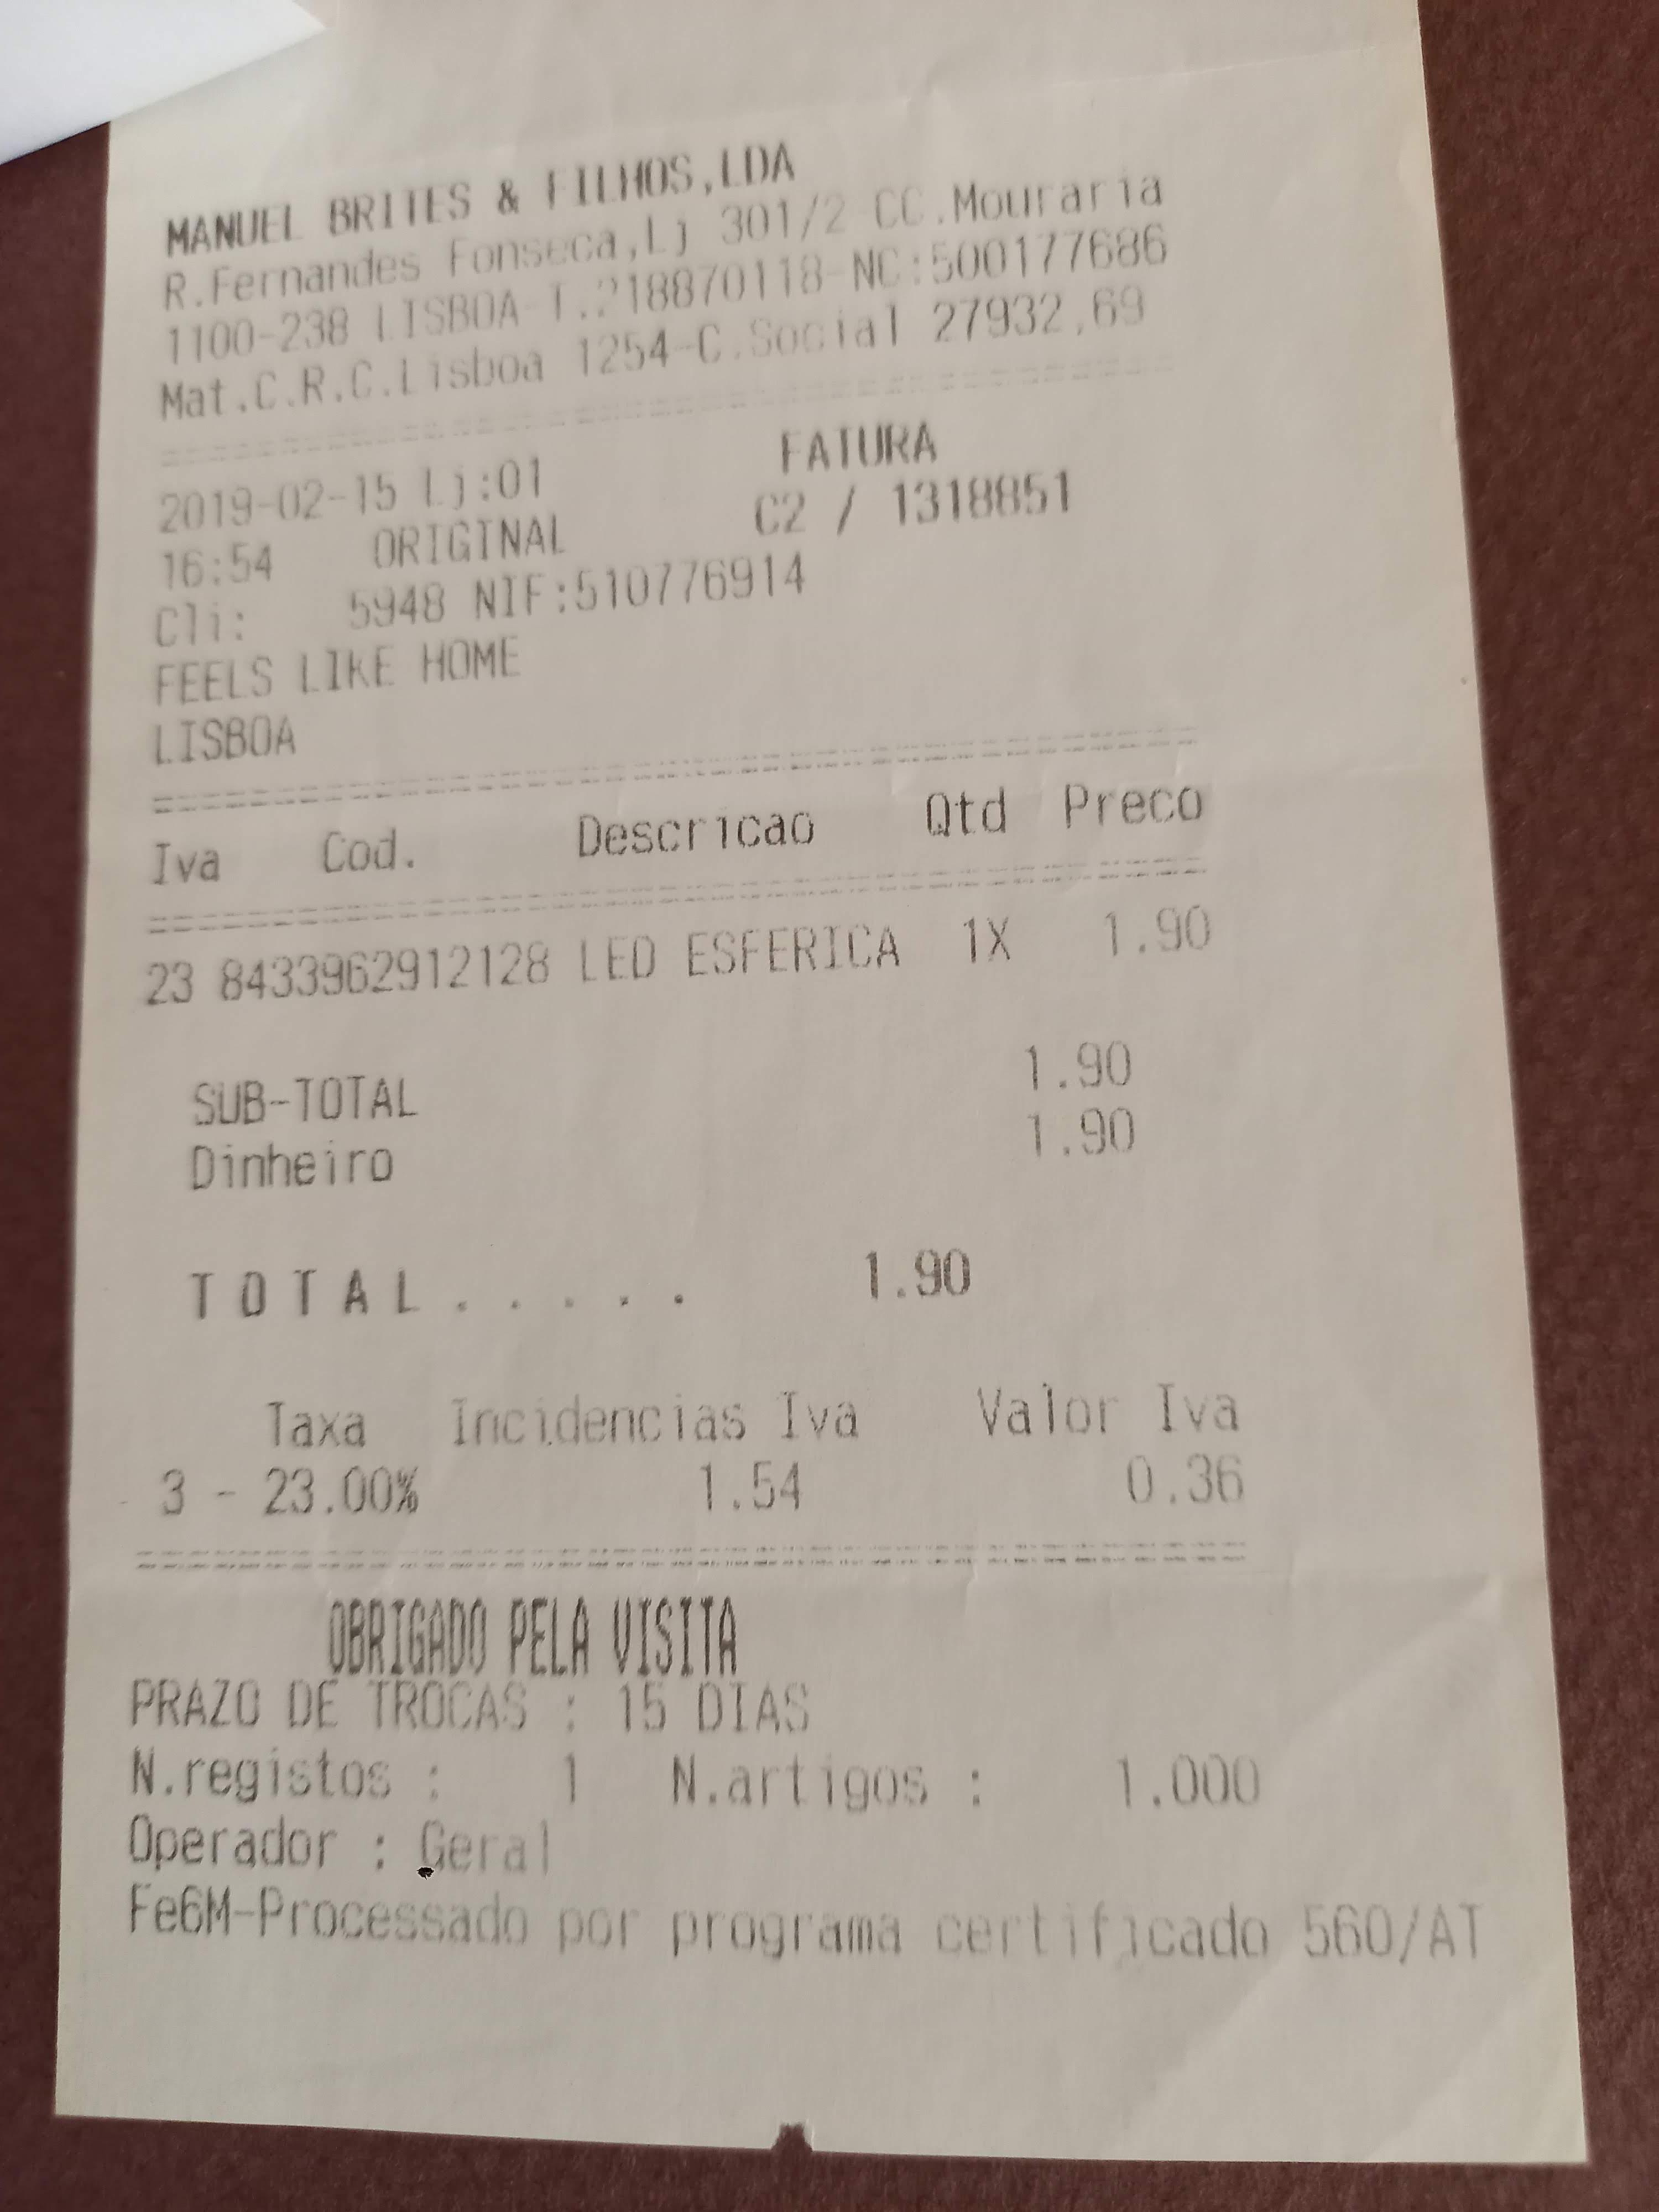 MANUEL BRITES & FILHOS,LDA
R.Fernandes Fonseca,Lj 301/2 CC.Mouraria
1100-238 LISBOA-T.218870118-NC:500177686
Mat.C.R.C.Lisboa 1254-C.Social 27932,69
FATURA
2019-02-15 Lj:01 C2 / 1318851
16:54 ORIGINAL
Cli: 5948 NIF:510776914
FEELS LIKE HOME
LISBOA
Iva Cod. Descricao Qtd Preco
23 8433962912128 LED ESFERICA 1X 1.90
SUB-TOTAL 1.90
Dinheiro 1.90
T O T A L . . . . . 1.90
Taxa Incidencias Iva Valor Iva
3 - 23.00% 1.54 0.36
OBRIGADO PELA VISITA
PRAZO DE TROCAS : 15 DIAS
N.registos : 1 N.artigos : 1.000
Operador : Geral
Fe6M-Processado por programa certificado 560/AT